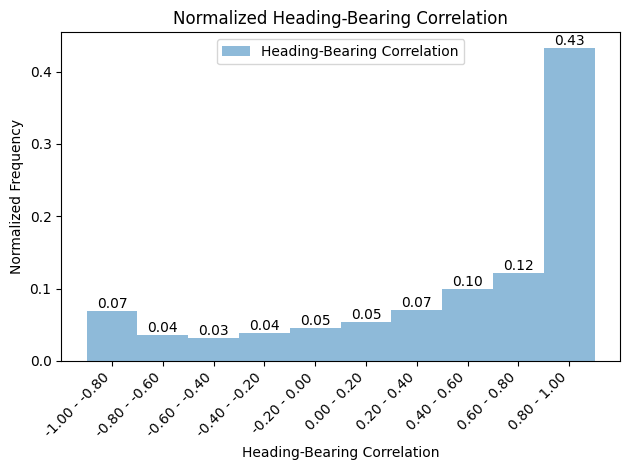 Normalized Heading-Bearing Correlation
Heading-Bearing Correlation
Normalized Frequency
0.4
0.3
0.2
0.1
0.0
0.07
0.04
0.03
0.04
0.05
0.05
0.07
0.10
0.12
0.43
-1.00 - -0.80
-0.80 - -0.60
-0.60 - -0.40
-0.40 - -0.20
-0.20 - 0.00
0.00 - 0.20
0.20 - 0.40
0.40 - 0.60
0.60 - 0.80
0.80 - 1.00
Heading-Bearing Correlation